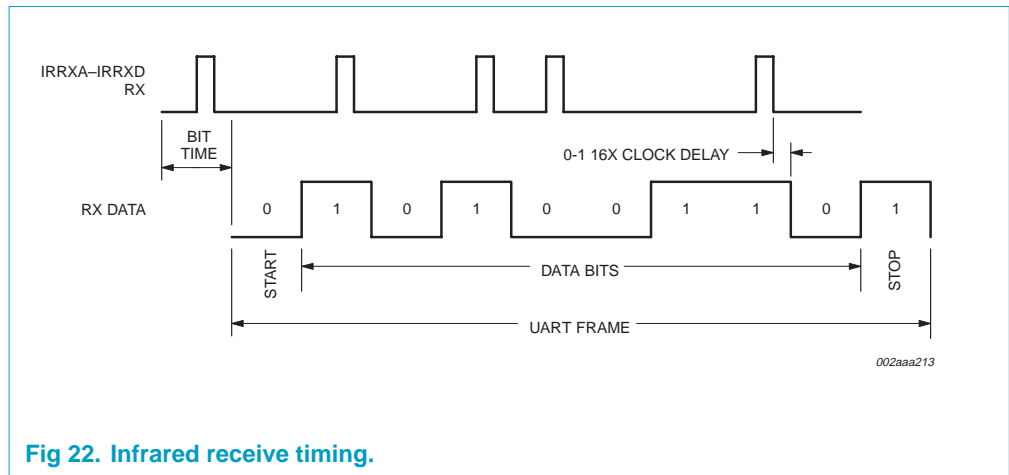 IRRXA–IRRXD
RX
BIT
TIME
0-1 16X CLOCK DELAY
RX DATA
0 1 0 1 0 0 1 1 0 1
START
DATA BITS
STOP
UART FRAME
002aaa213
Fig 22. Infrared receive timing.